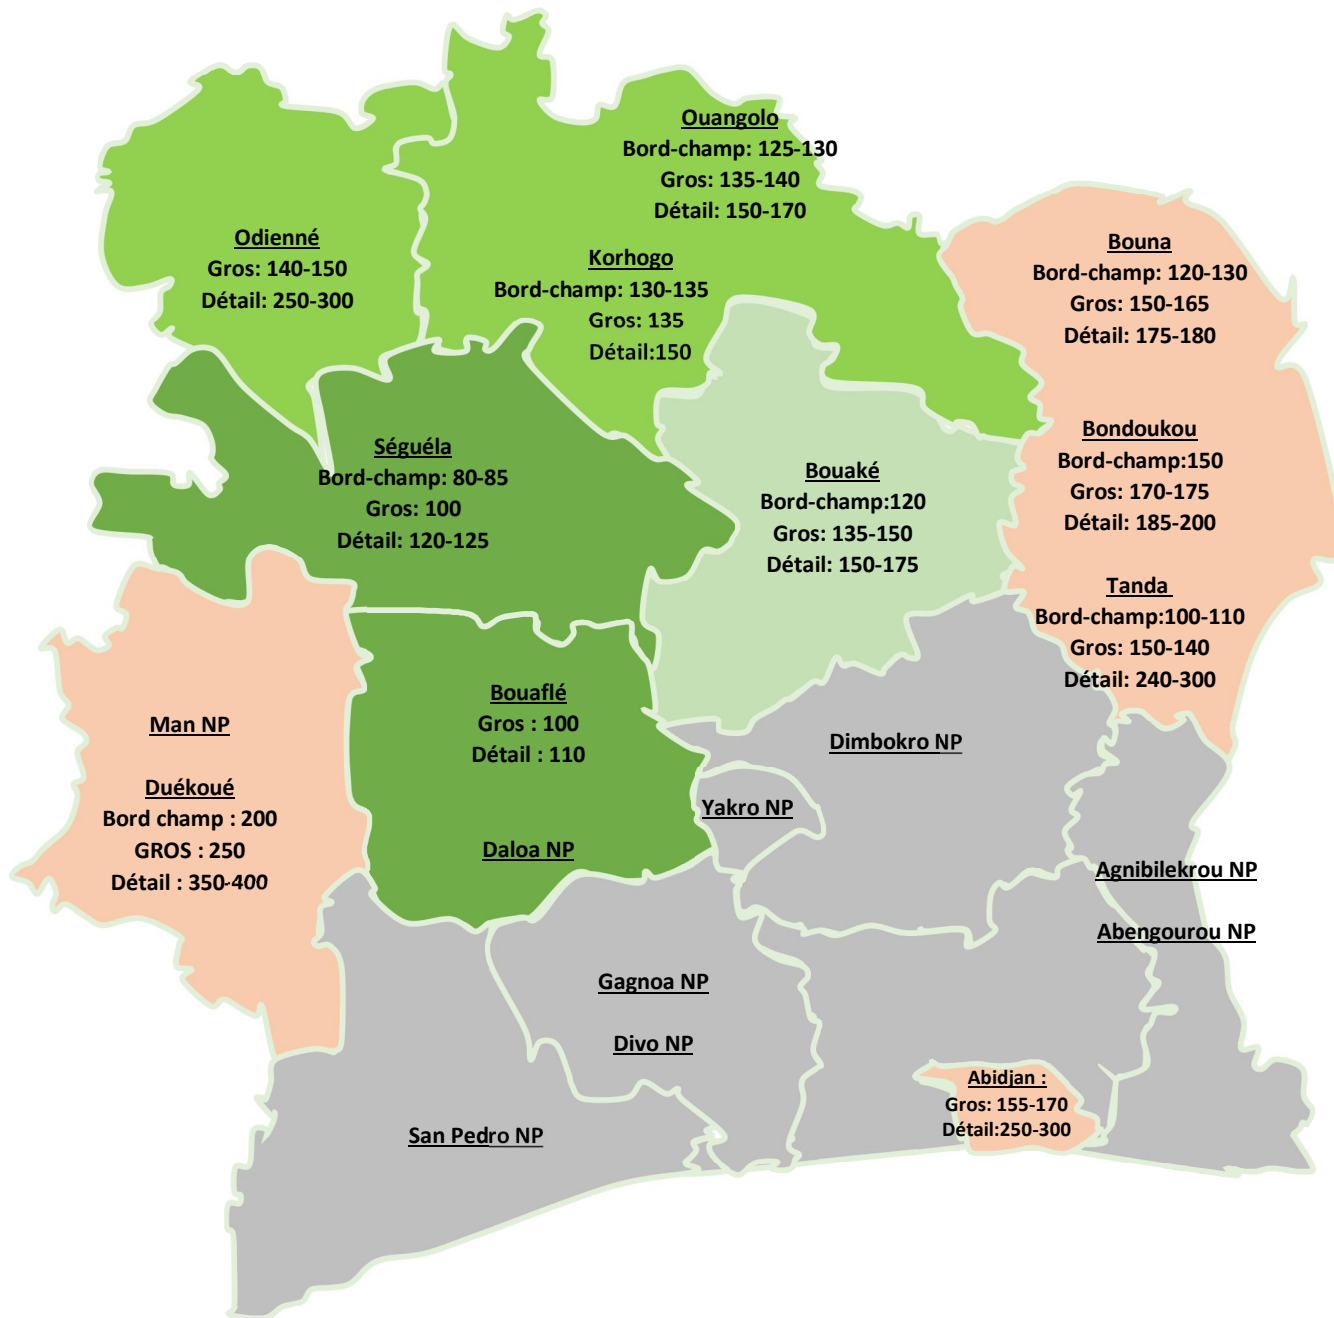 Ouangolo
Bord-champ: 125-130
Gros: 135-140
Détail: 150-170
Odienné
Gros: 140-150
Détail: 250-300
Korhogo
Bord-champ: 130-135
Gros: 135
Détail:150
Bouna
Bord-champ: 120-130
Gros: 150-165
Détail: 175-180
Séguéla
Bord-champ: 80-85
Gros: 100
Détail: 120-125
Bouaké
Bord-champ:120
Gros: 135-150
Détail: 150-175
Bondoukou
Bord-champ:150
Gros: 170-175
Détail: 185-200
Tanda
Bord-champ:100-110
Gros: 150-140
Détail: 240-300
Man NP
Duékoué
Bord champ : 200
GROS : 250
Détail : 350-400
Bouaflé
Gros : 100
Détail : 110
Daloa NP
Dimbokro NP
Yakro NP
Agnibilekrou NP
Abengourou NP
Gagnoa NP
Divo NP
San Pedro NP
Abidjan :
Gros: 155-170
Détail:250-300